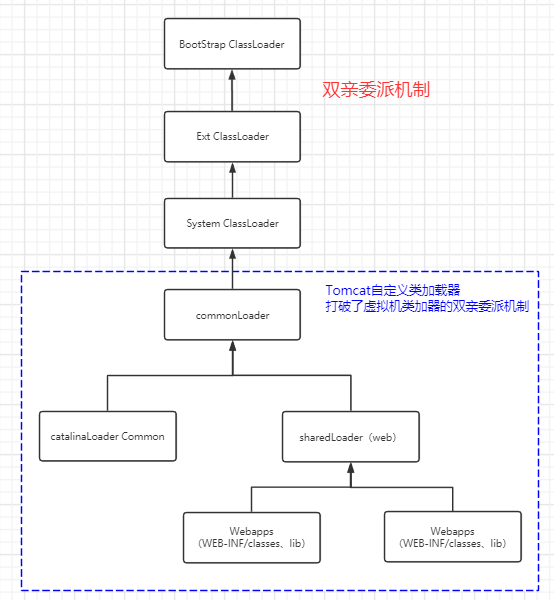 BootStrap ClassLoader
双亲委派机制
Ext ClassLoader
System ClassLoader
Tomcat自定义类加载器
打破了虚拟机类加器的双亲委派机制
commonLoader
catalinaLoader Common
sharedLoader（web）
Webapps
（WEB-INF/classes、lib）
Webapps
（WEB-INF/classes、lib）